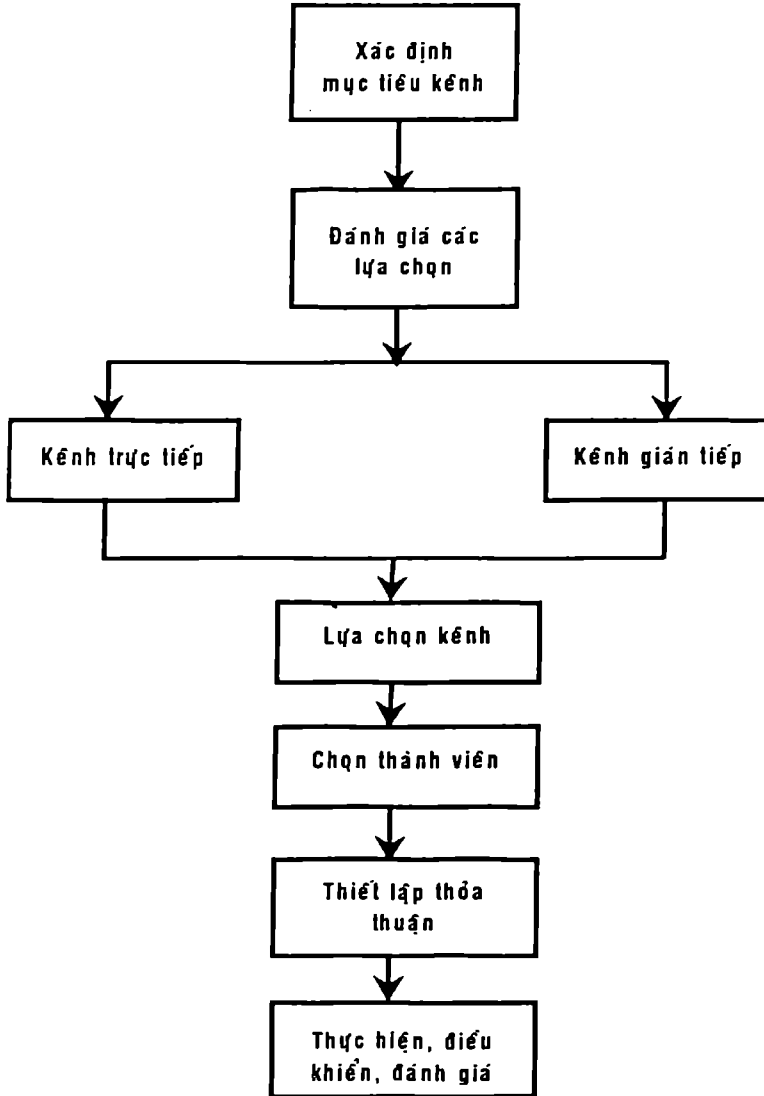 Xác định
mục tiêu kênh
Đánh giá các
lựa chọn
Kênh trực tiếp
Kênh gián tiếp
Lựa chọn kênh
Chọn thành viên
Thiết lập thỏa
thuận
Thực hiện, điều
khiển, đánh giá